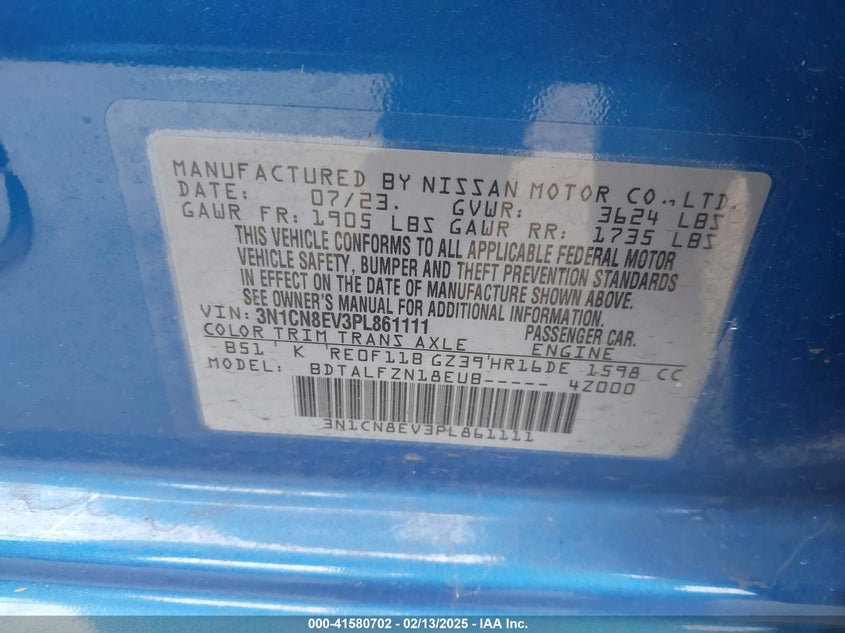 MANUFACTURED BY NISSAN MOTOR CO., LTD.
DATE: 07/23. GVWR: 3624 LBS
GAWR FR: 1905 LBS GAWR RR: 1735 LBS
THIS VEHICLE CONFORMS TO ALL APPLICABLE FEDERAL MOTOR
VEHICLE SAFETY, BUMPER AND THEFT PREVENTION STANDARDS
IN EFFECT ON THE DATE OF MANUFACTURE SHOWN ABOVE.
SEE OWNER'S MANUAL FOR ADDITIONAL INFORMATION.
VIN: 3N1CN8EV3PL861111 PASSENGER CAR.
COLOR TRIM TRANS AXLE ENGINE
B51 K RE0F11B GZ39 HR16DE 1598 CC
MODEL: BDTALFZN18EUB----- 4Z000
3N1CN8EV3PL861111
000-41580702 - 02/13/2025 - IAA Inc.